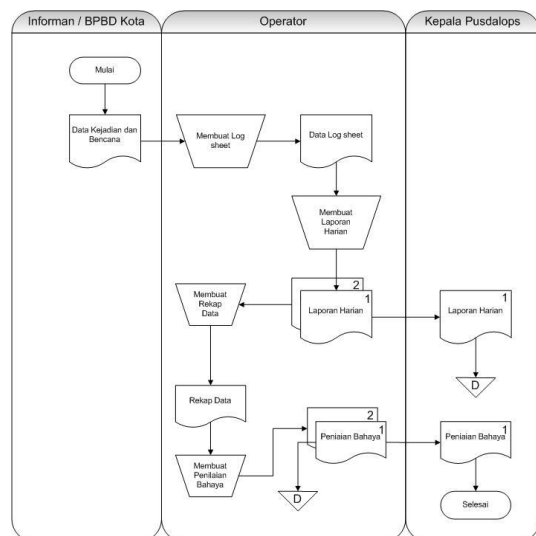 Informan / BPBD Kota
Operator
Kepala Pusdalops
Mulai
Data Kejadian dan
Bencana
Membuat Log
sheet
Data Log sheet
Membuat
Laporan
Harian
2
1
Laporan Harian
Membuat
Rekap
Data
1
Laporan Harian
D
Rekap Data
2
1
Peniaian Bahaya
1
Peniaian Bahaya
Membuat
Penilaian
Bahaya
D
Selesai